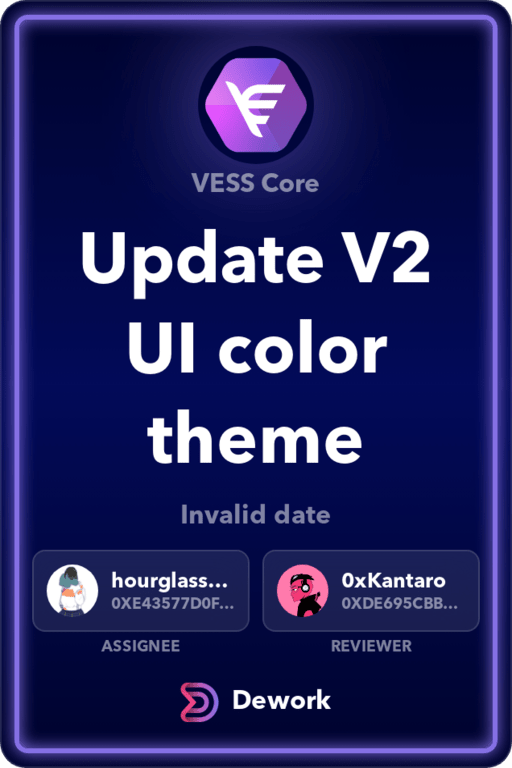 VESS Core
Update V2
UI color
theme
Invalid date
hourglass...
0XE43577D0F...
ASSIGNEE
0xKantaro
0XDE695CBB...
REVIEWER
Dework